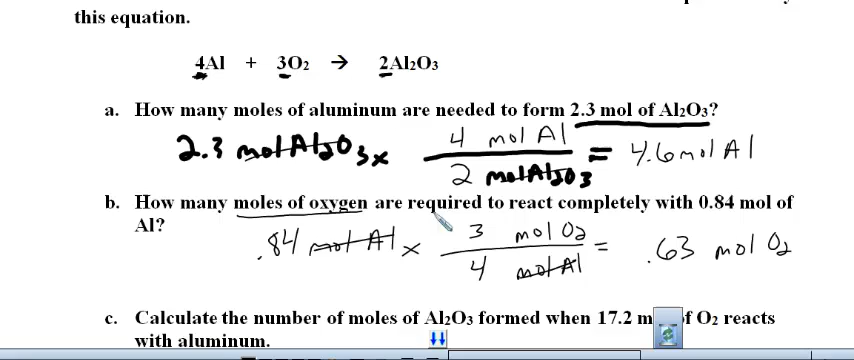 this equation.
4Al + 3O₂ → 2Al₂O₃
a. How many moles of aluminum are needed to form 2.3 mol of Al₂O₃?
2.3 mol Al₂O₃ x 4 mol Al / 2 mol Al₂O₃ = 4.6 mol Al
b. How many moles of oxygen are required to react completely with 0.84 mol of
Al?
.84 mol Al x 3 mol O₂ / 4 mol Al = .63 mol O₂
c. Calculate the number of moles of Al₂O₃ formed when 17.2 m f O₂ reacts
with aluminum.